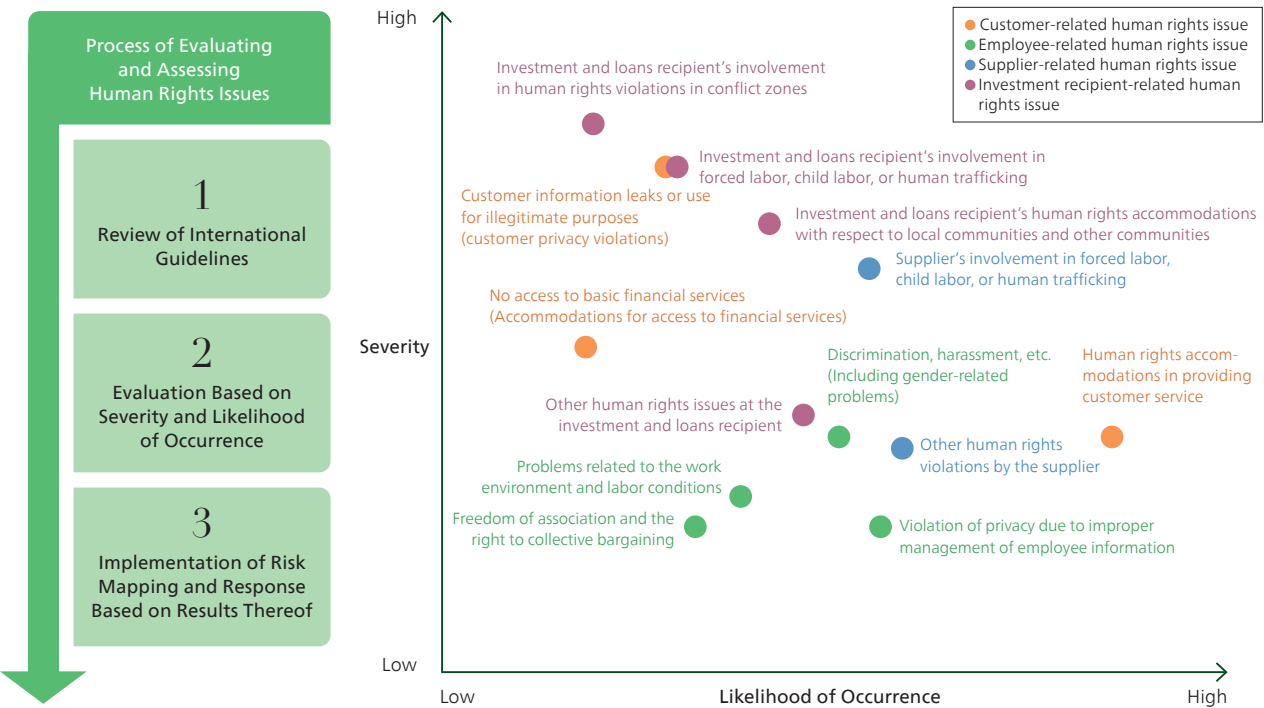 Process of Evaluating
and Assessing
Human Rights Issues
1
Review of International
Guidelines
2
Evaluation Based on
Severity and Likelihood
of Occurrence
3
Implementation of Risk
Mapping and Response
Based on Results Thereof
High
Severity
Low
Low
Likelihood of Occurrence
High
Customer-related human rights issue
Employee-related human rights issue
Supplier-related human rights issue
Investment recipient-related human
rights issue
Investment and loans recipient’s involvement
in human rights violations in conflict zones
Investment and loans recipient’s involvement in
forced labor, child labor, or human trafficking
Customer information leaks or use
for illegitimate purposes
(customer privacy violations)
Investment and loans recipient’s human rights accommodations
with respect to local communities and other communities
Supplier’s involvement in forced labor,
child labor, or human trafficking
No access to basic financial services
(Accommodations for access to financial services)
Discrimination, harassment, etc.
(Including gender-related
problems)
Human rights accom-
modations in providing
customer service
Other human rights issues at the
investment and loans recipient
Other human rights
violations by the supplier
Problems related to the work
environment and labor conditions
Freedom of association and the
right to collective bargaining
Violation of privacy due to improper
management of employee information